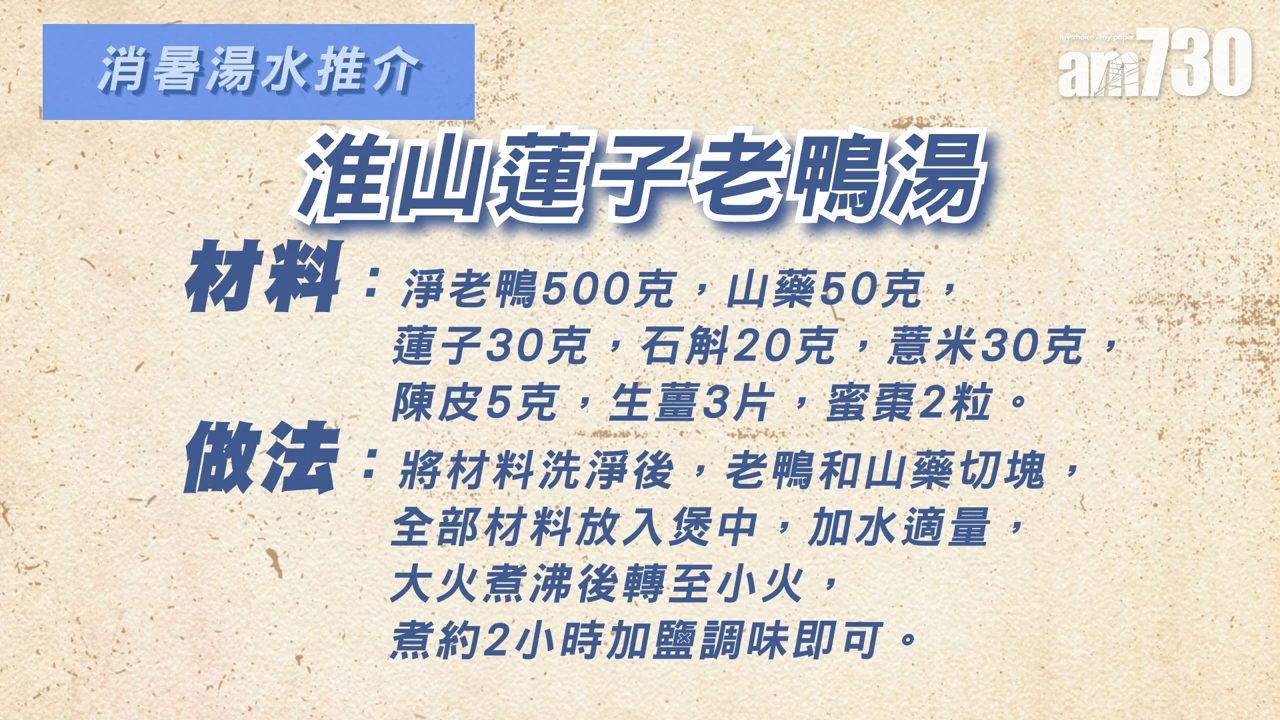 消暑湯水推介
my choice . my paper
am730
淮山蓮子老鴨湯
材料：淨老鴨500克，山藥50克，
蓮子30克，石斛20克，薏米30克，
陳皮5克，生薑3片，蜜棗2粒。
做法：將材料洗淨後，老鴨和山藥切塊，
全部材料放入煲中，加水適量，
大火煮沸後轉至小火，
煮約2小時加鹽調味即可。